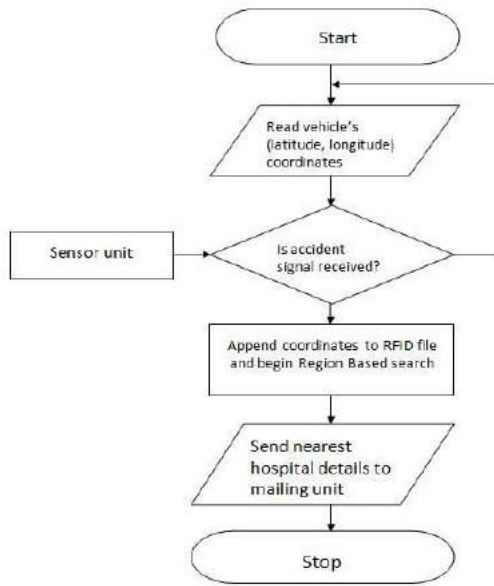 Start
Read vehicle's
(latitude, longitude)
coordinates
Sensor unit
Is accident
signal received?
Append coordinates to RFID file
and begin Region Based search
Send nearest
hospital details to
mailing unit
Stop